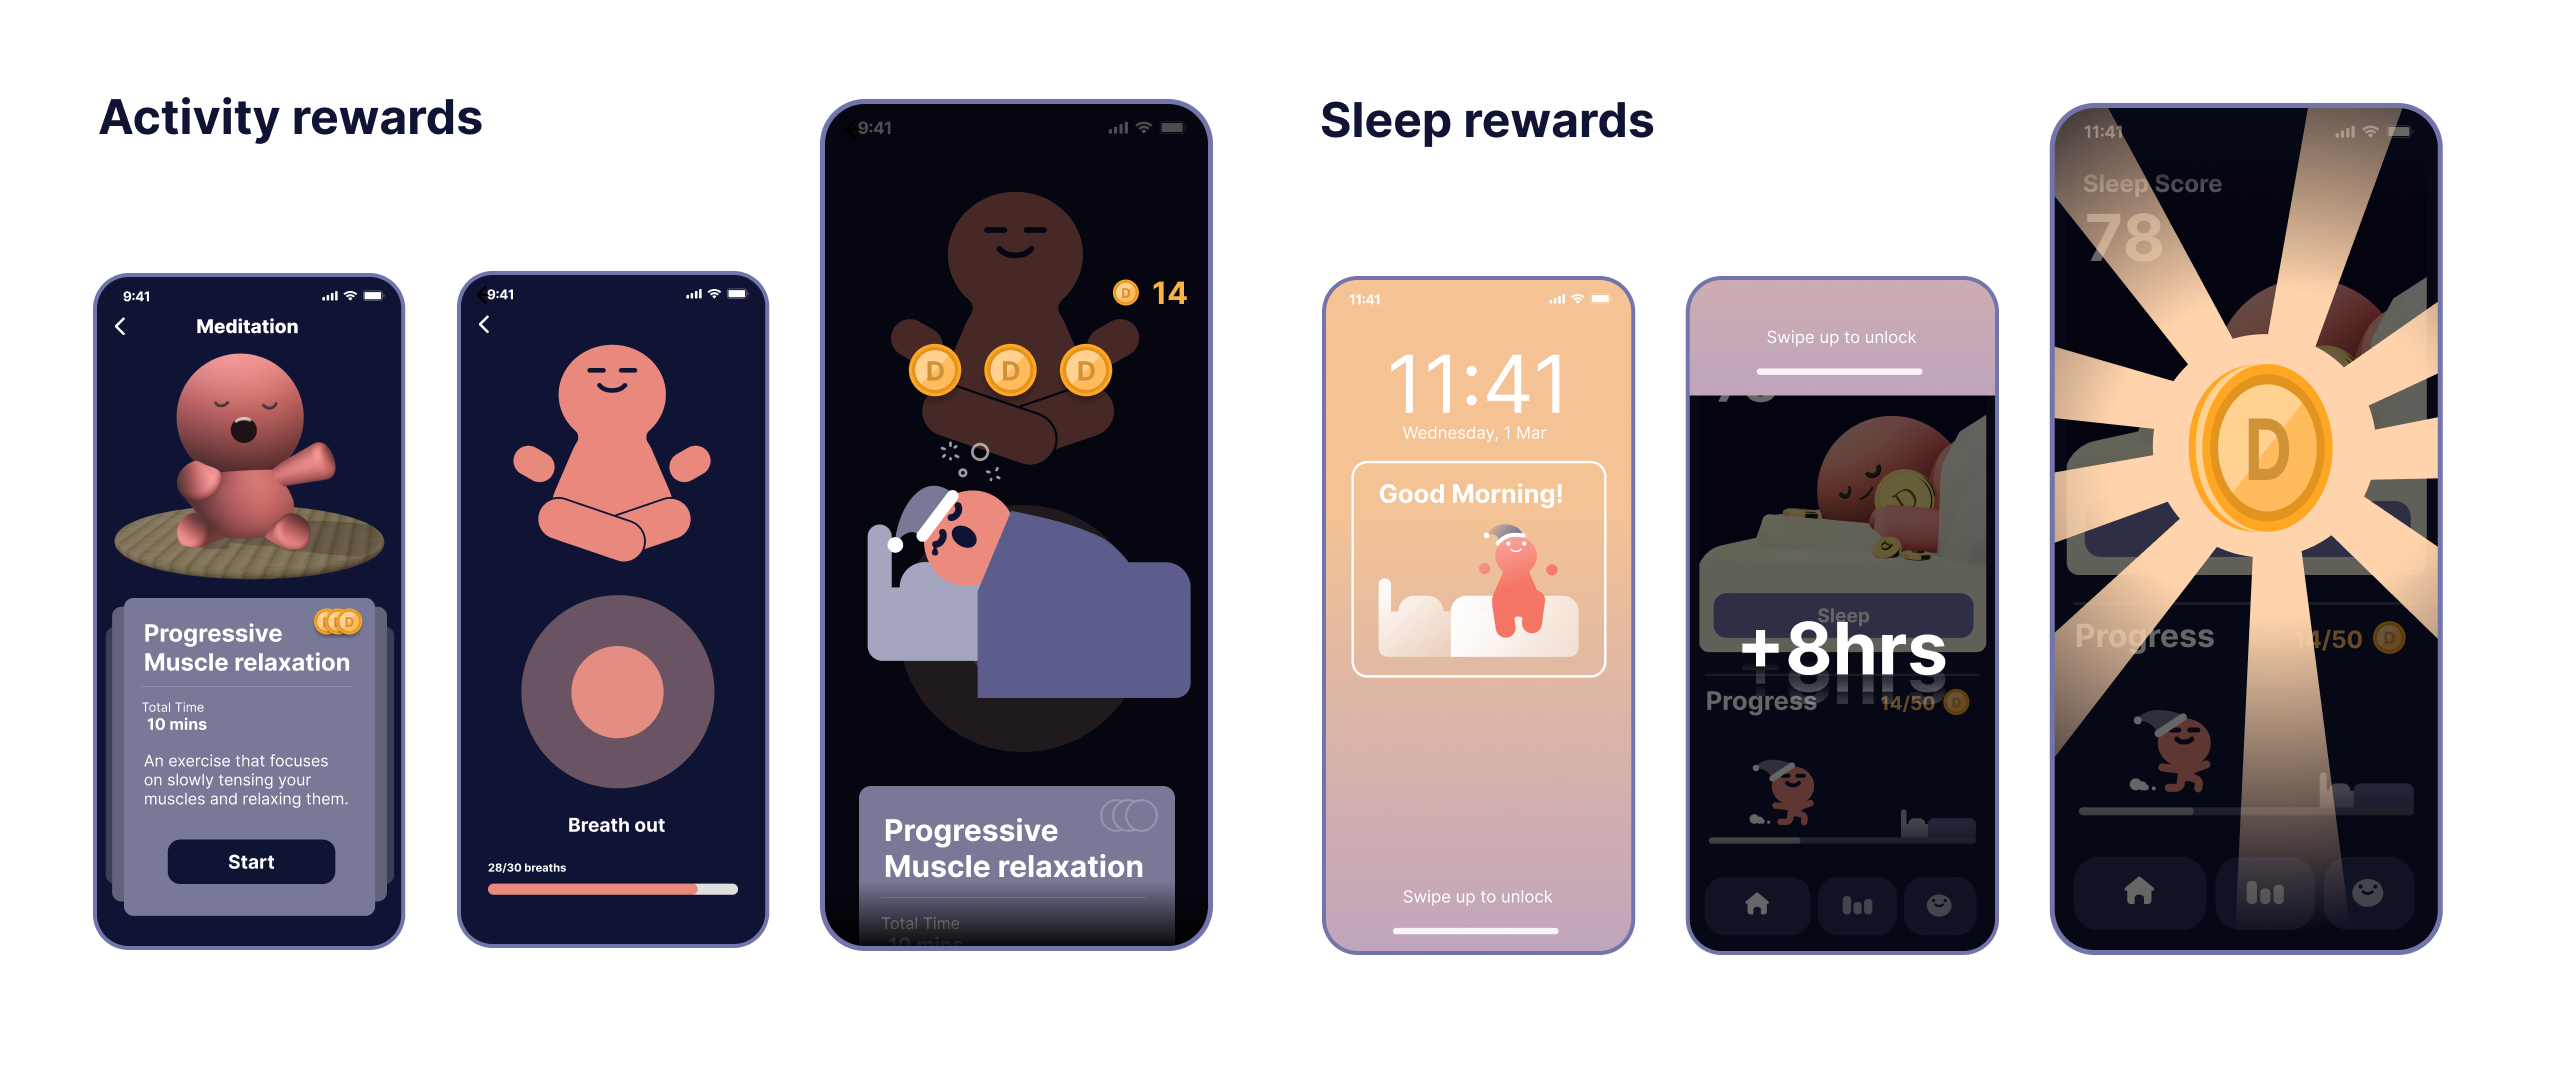 Activity rewards
9:41
Meditation
Progressive
Muscle relaxation
D
Total Time
10 mins
An exercise that focuses
on slowly tensing your
muscles and relaxing them.
Start
9:41
Breath out
28/30 breaths
9:41
D 14
D D D
Progressive
Muscle relaxation
Total Time
10 mins
Sleep rewards
11:41
11:41
Wednesday, 1 Mar
Good Morning!
Swipe up to unlock
Swipe up to unlock
78
D
Sleep
+8hrs
Progress 14/50 D
11:41
Sleep Score
78
D
Progress 14/50 D